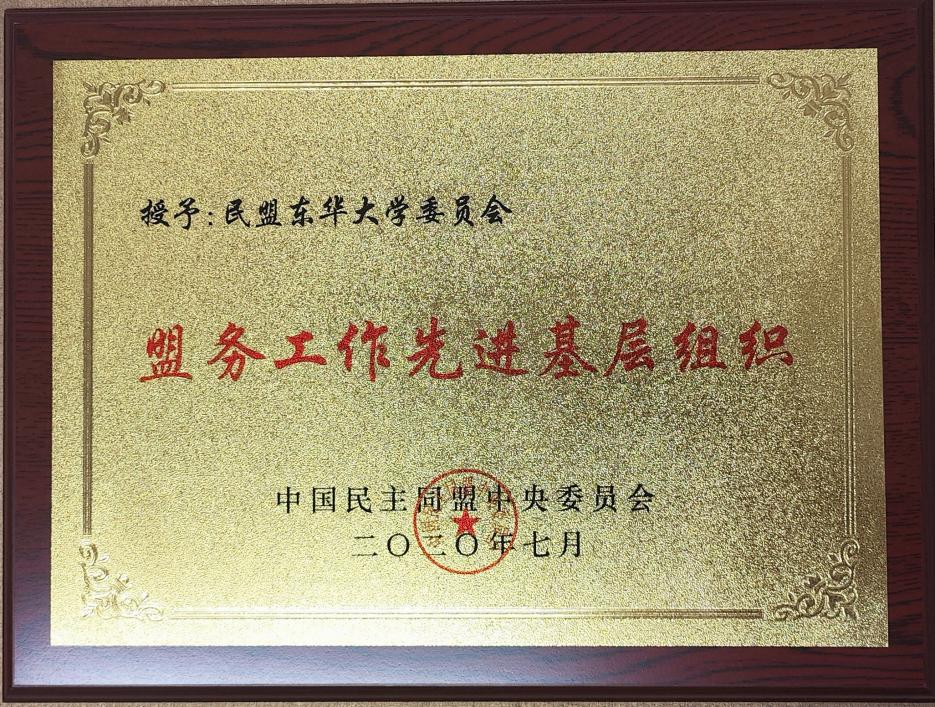 授予:民盟东华大学委员会
盟务工作先进基层组织
中国民主同盟中央委员会
二〇二〇年七月